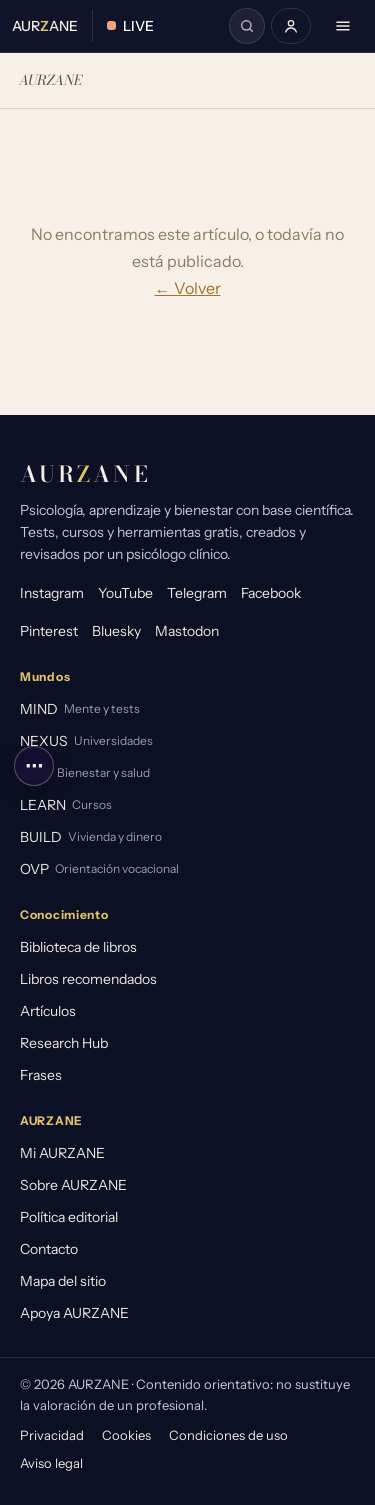 AURZANE
LIVE
AURZANE
No encontramos este artículo, o todavía no
está publicado.
← Volver
AURZANE
Psicología, aprendizaje y bienestar con base científica.
Tests, cursos y herramientas gratis, creados y
revisados por un psicólogo clínico.
Instagram YouTube Telegram Facebook
Pinterest Bluesky Mastodon
Mundos
MIND Mente y tests
NEXUS Universidades
Bienestar y salud
LEARN Cursos
BUILD Vivienda y dinero
OVP Orientación vocacional
Conocimiento
Biblioteca de libros
Libros recomendados
Artículos
Research Hub
Frases
AURZANE
Mi AURZANE
Sobre AURZANE
Política editorial
Contacto
Mapa del sitio
Apoya AURZANE
© 2026 AURZANE · Contenido orientativo: no sustituye
la valoración de un profesional.
Privacidad Cookies Condiciones de uso
Aviso legal